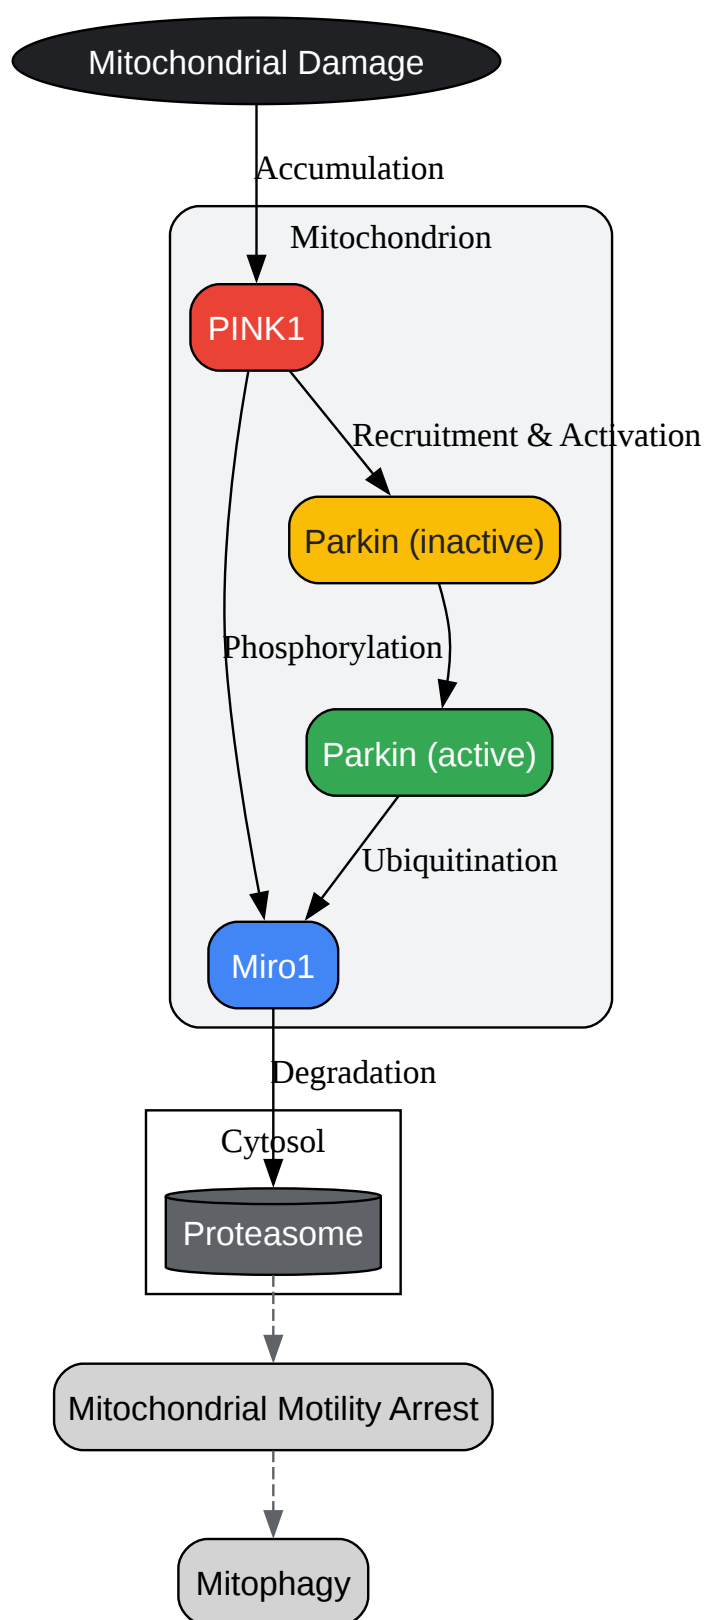 Mitochondrial Damage
Accumulation
Mitochondrion
PINK1
Recruitment & Activation
Parkin (inactive)
Phosphorylation
Parkin (active)
Ubiquitination
Miro1
Degradation
Cytosol
Proteasome
Mitochondrial Motility Arrest
Mitophagy